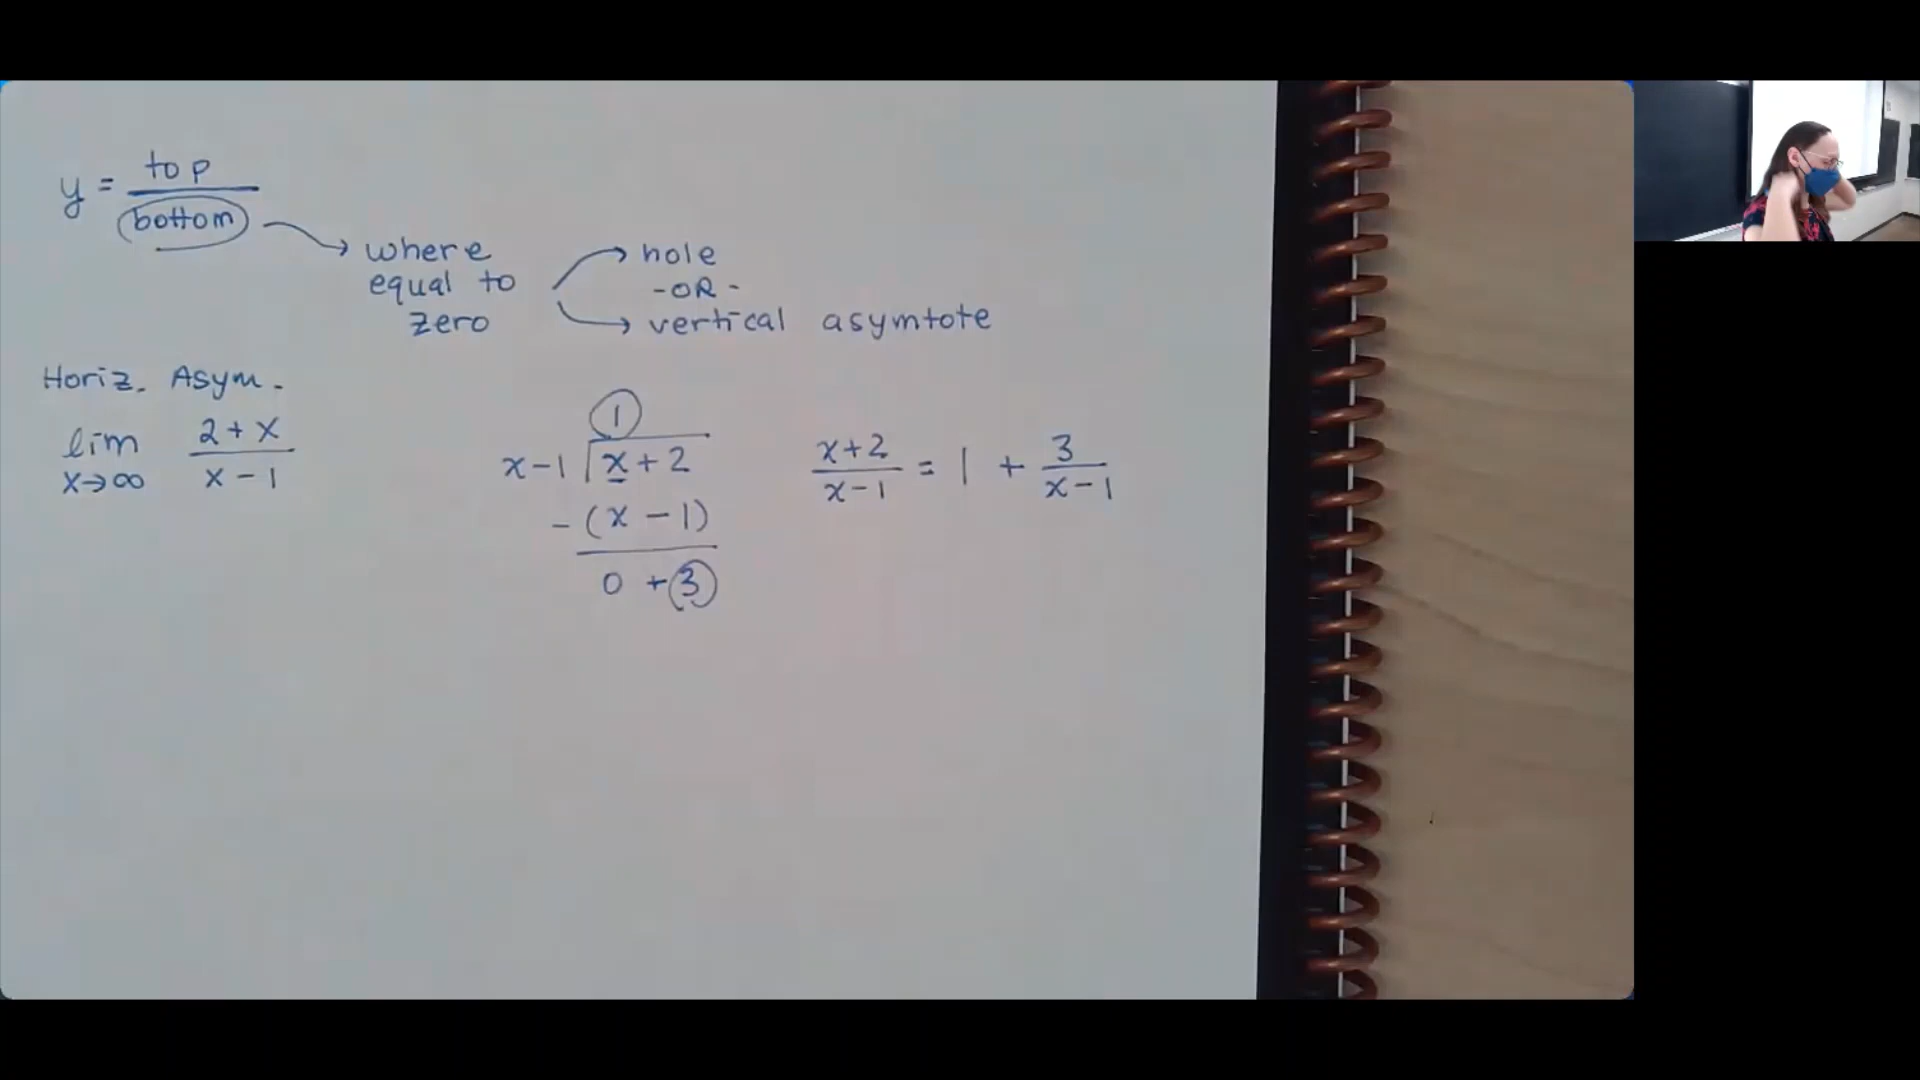 y = top / bottom
where equal to zero
hole
-OR-
vertical asymtote
Horiz. Asym.
lim x→∞ 2+x / x-1
1
x-1 √ x+2
-(x-1)
0 +3
x+2 / x-1 = 1 + 3 / x-1